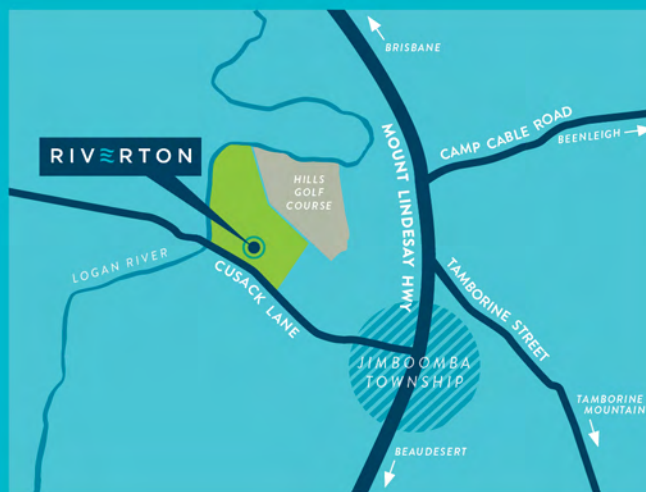 BRISBANE
CAMP CABLE ROAD
BEENLEIGH
RIVERTON
HILLS
GOLF
COURSE
MOUNT LINDESAY HWY
LOGAN RIVER
CUSACK LANE
TAMBORINE STREET
JIMBOOMBA
TOWNSHIP
TAMBORINE
MOUNTAIN
BEAUDESERT